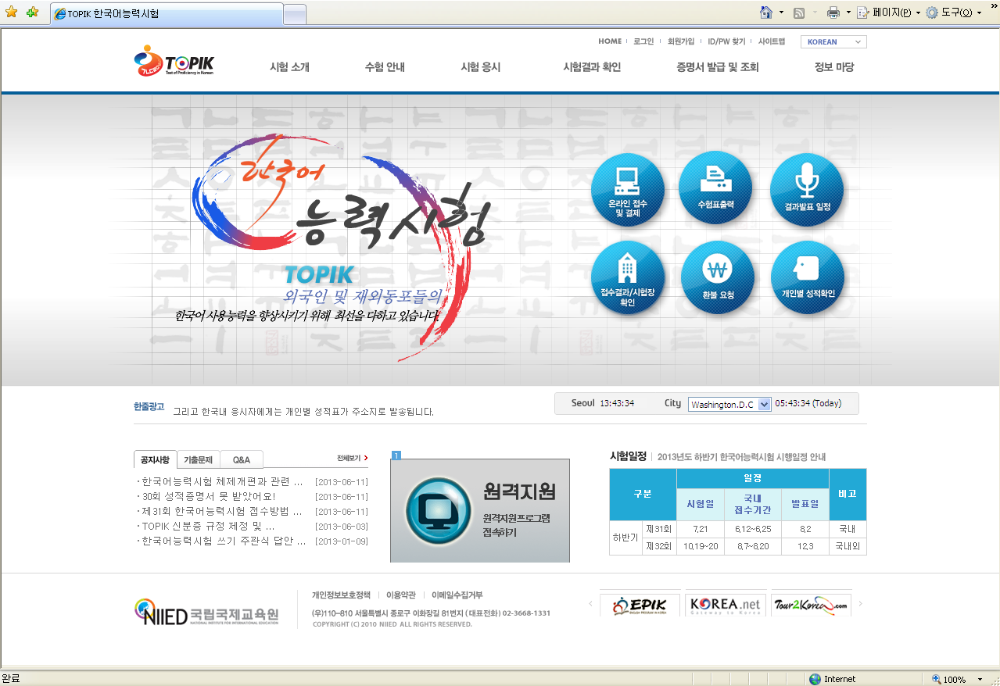 TOPIK 한국어능력시험
페이지(P)
도구(O)
HOME 로그인 회원가입 ID/PW 찾기 사이트맵 KOREAN
TOPIK
Test of Proficiency in Korean
시험 소개 수험 안내 시험 응시 시험결과 확인 증명서 발급 및 조회 정보 마당
한국어
능력시험
TOPIK
외국인 및 재외동포들의
한국어 사용능력을 향상시키기 위해 최선을 다하고 있습니다.
온라인 접수
및 결제
수험표출력
결과발표 일정
접수결과/시험장
확인
환불 요청
개인별 성적확인
한줄광고 그리고 한국내 응시자에게는 개인별 성적표가 주소지로 발송됩니다.
Seoul 13:43:34 City Washington.D.C 05:43:34 (Today)
공지사항 기출문제 Q&A 전체보기
· 한국어능력시험 체제개편과 관련 ... [2013-06-11]
· 30회 성적증명서 못 받았어요! [2013-06-11]
· 제31회 한국어능력시험 접수방법 ... [2013-06-11]
· TOPIK 신분증 규정 제정 및 ... [2013-06-03]
· 한국어능력시험 쓰기 주관식 답안 ... [2013-01-09]
1
원격지원
원격지원프로그램
접속하기
시험일정 2013년도 하반기 한국어능력시험 시행일정 안내
구분 일정 비고
시험일 국내 접수기간 발표일
하반기 제31회 7.21 6.12~6.25 8.2 국내
제32회 10.19~20 8.7~8.20 12.3 국내외
NIIED 국립국제교육원
NATIONAL INSTITUTE FOR INTERNATIONAL EDUCATION
개인정보보호정책 이용약관 이메일수집거부
(우)110-810 서울특별시 종로구 이화장길 81번지 ( 대표전화 ) 02-3668-1331
COPYRIGHT (C) 2010 NIIED ALL RIGHTS RESERVED.
EPIK
ENGLISH PROGRAM IN KOREA
KOREA.net
Gateway to Korea
Tour2Korea.com
완료
Internet
100%